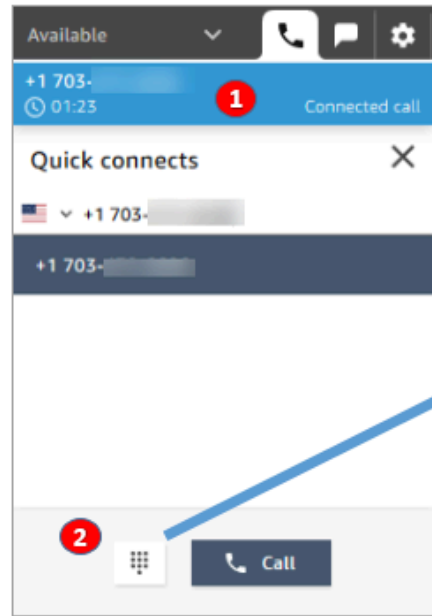 Available
+1 703-
1
01:23
Connected call
Quick connects
+1 703-
+1 703-
2
Call